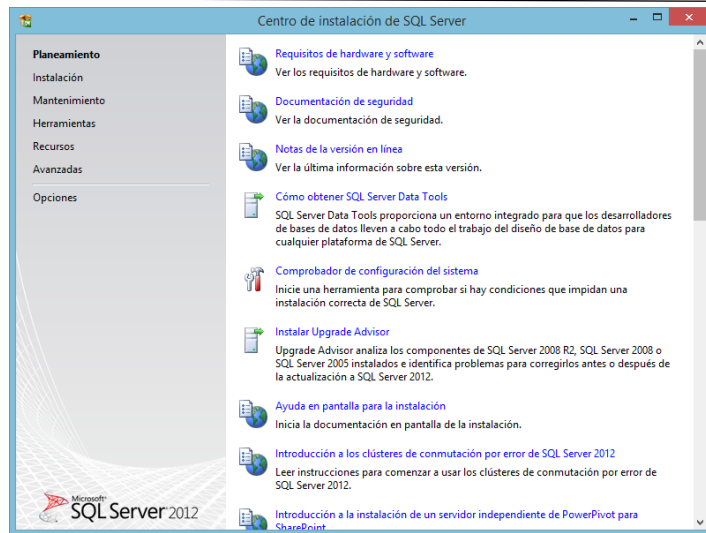 Centro de instalación de SQL Server
Planeamiento
Instalación
Mantenimiento
Herramientas
Recursos
Avanzadas
Opciones
Requisitos de hardware y software
Ver los requisitos de hardware y software.
Documentación de seguridad
Ver la documentación de seguridad.
Notas de la versión en línea
Ver la última información sobre esta versión.
Cómo obtener SQL Server Data Tools
SQL Server Data Tools proporciona un entorno integrado para que los desarrolladores
de bases de datos lleven a cabo todo el trabajo del diseño de base de datos para
cualquier plataforma de SQL Server.
Comprobador de configuración del sistema
Inicie una herramienta para comprobar si hay condiciones que impidan una
instalación correcta de SQL Server.
Instalar Upgrade Advisor
Upgrade Advisor analiza los componentes de SQL Server 2008 R2, SQL Server 2008 o
SQL Server 2005 instalados e identifica problemas para corregirlos antes o después de
la actualización a SQL Server 2012.
Ayuda en pantalla para la instalación
Inicia la documentación en pantalla de la instalación.
Introducción a los clústeres de conmutación por error de SQL Server 2012
Leer instrucciones para comenzar a usar los clústeres de conmutación por error de
SQL Server 2012.
Introducción a la instalación de un servidor independiente de PowerPivot para
SharePoint
Microsoft
SQL Server 2012